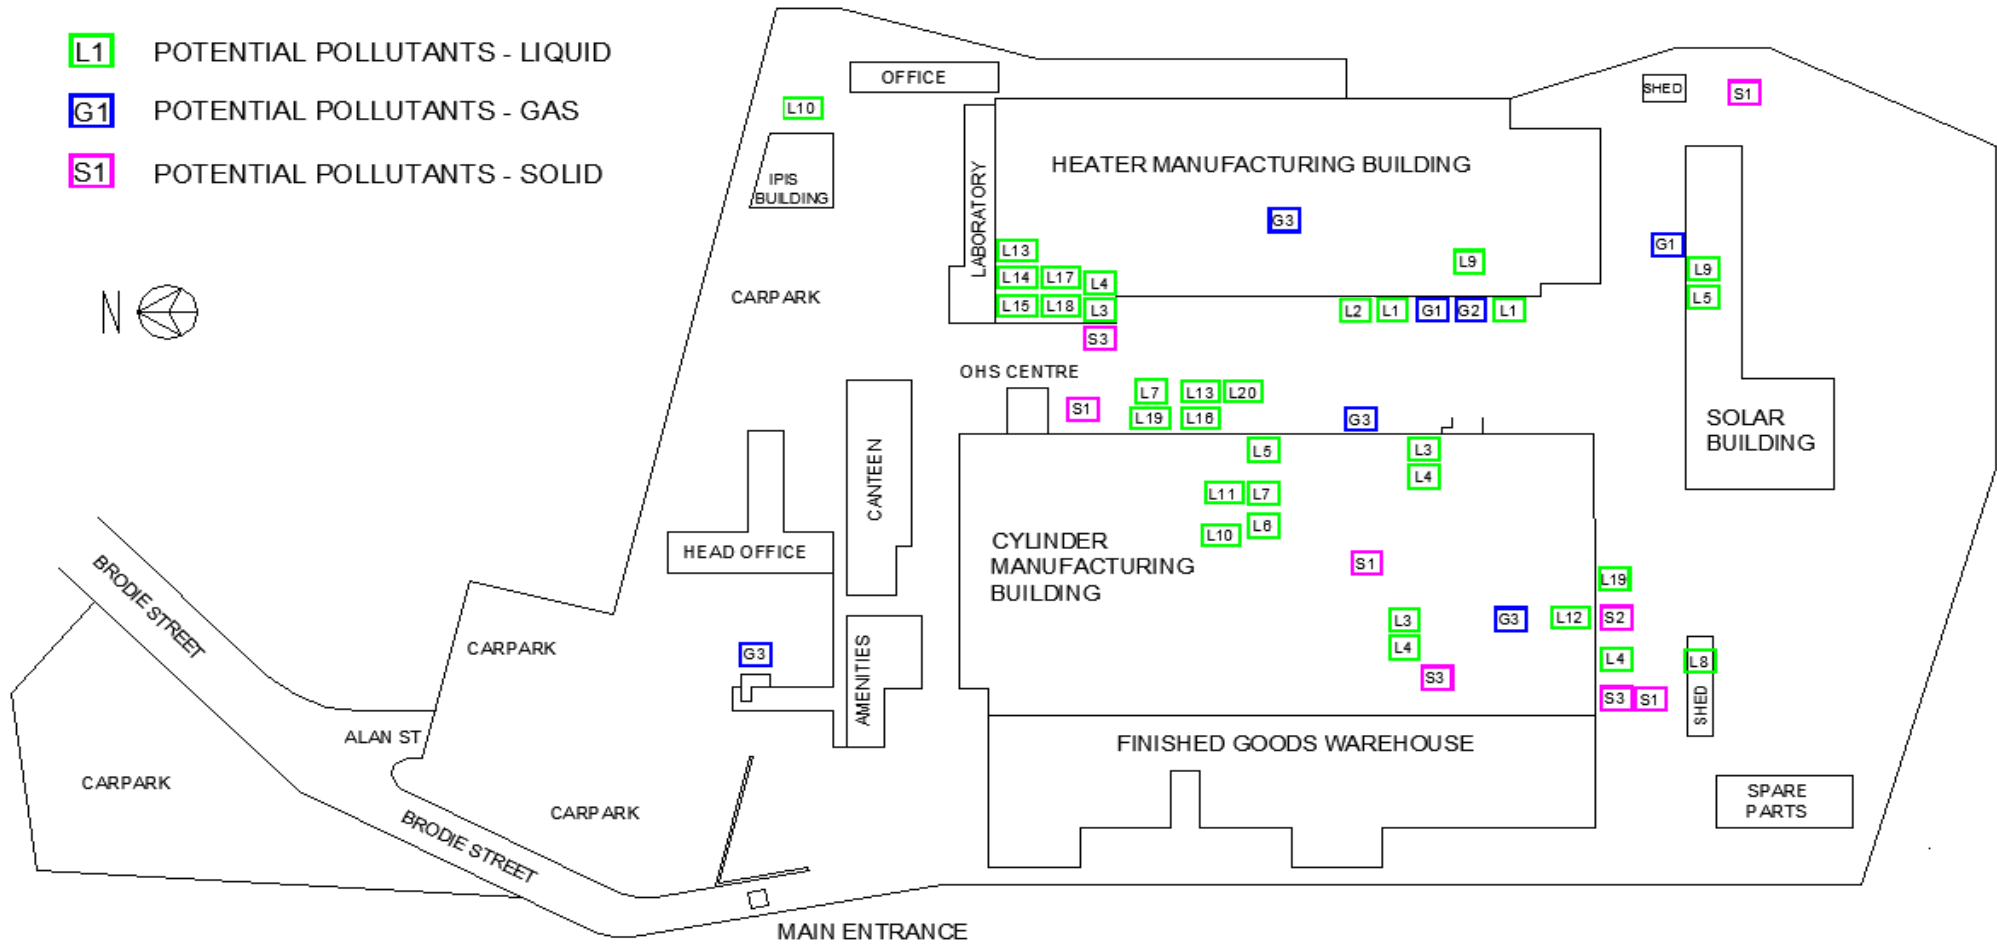 L1 POTENTIAL POLLUTANTS - LIQUID
G1 POTENTIAL POLLUTANTS - GAS
S1 POTENTIAL POLLUTANTS - SOLID
N
OFFICE
L10
IPIS
BUILDING
LABORATORY
HEATER MANUFACTURING BUILDING
SHED
S1
G3
L9
L13
L14 L17 L4
L15 L18 L3
S3
L2 L1 G1 G2 L1
G1
L9
L5
CARPARK
OHS CENTRE
S1
L7 L13 L20
L19 L16
G3
SOLAR
BUILDING
CANTEEN
HEAD OFFICE
L5
L11 L7
L10 L6
L3
L4
CYLINDER
MANUFACTURING
BUILDING
S1
L3
L4
S3
G3
L12
L19
S2
L4
S3 S1
L8
SHED
BRODIE STREET
CARPARK
G3
AMENITIES
ALAN ST
CARPARK
CARPARK
BRODIE STREET
FINISHED GOODS WAREHOUSE
SPARE
PARTS
MAIN ENTRANCE